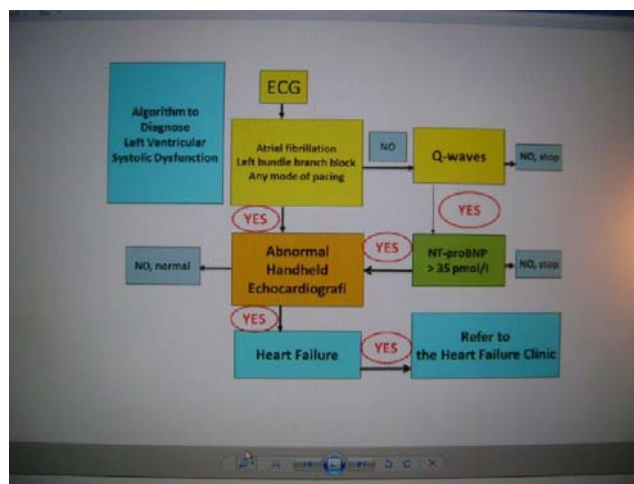 Algorithm to
Diagnose
Left Ventricular
Systolic Dysfunction
ECG
Atrial fibrillation
Left bundle branch block
Any mode of pacing
NO
Q-waves
NO, stop
YES
YES
NO, normal
Abnormal
Handheld
Echocardiografi
YES
NT-proBNP
> 35 pmol/l
NO, stop
YES
Heart Failure
YES
Refer to
the Heart Failure Clinic